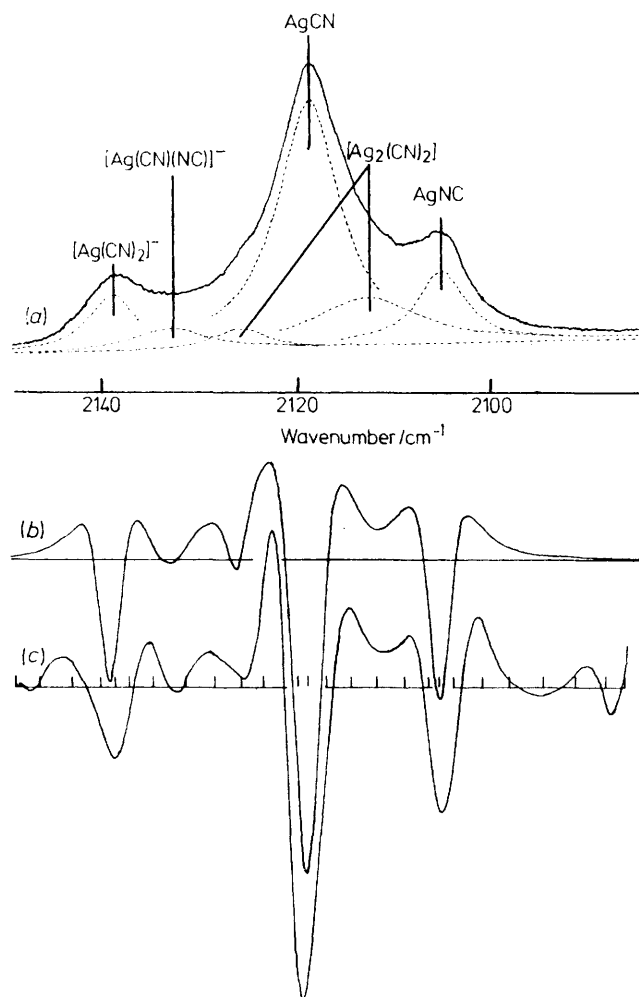 AgCN
[Ag(CN)(NC)]⁻
[Ag₂(CN)₂]
AgNC
[Ag(CN)₂]⁻
(a)
2140 2120 2100
Wavenumber/cm⁻¹
(b)
(c)